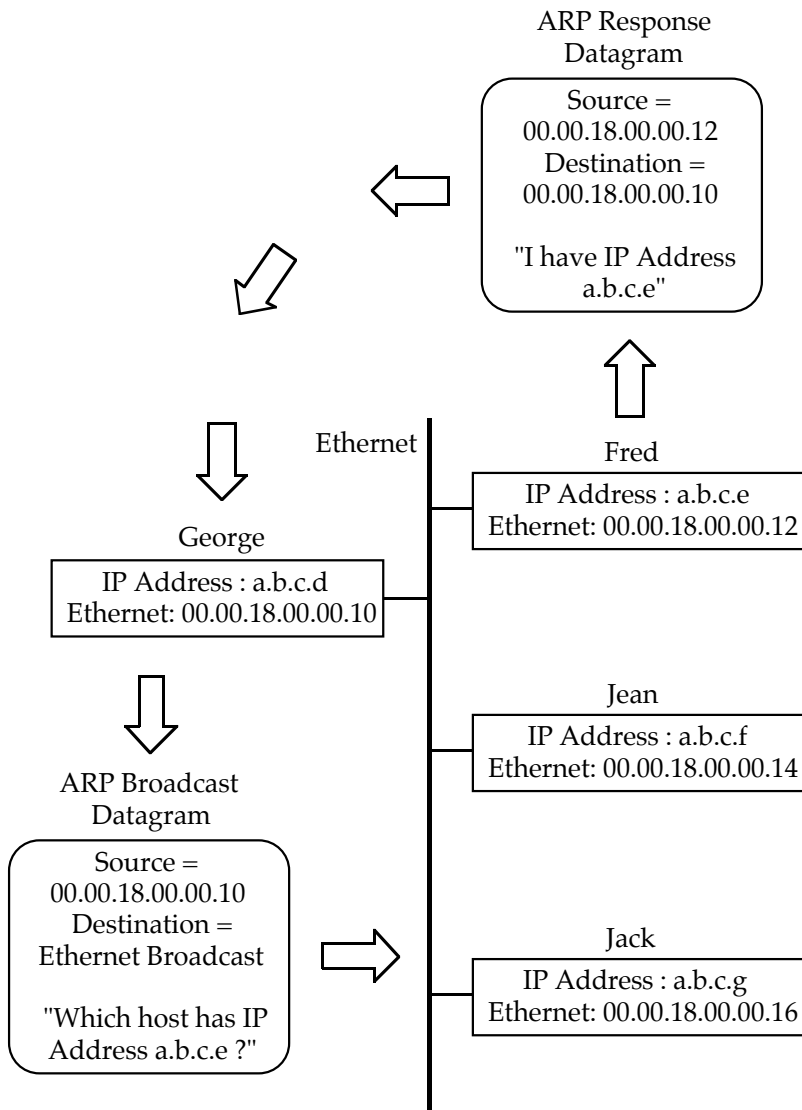 ARP Response
Datagram
Source =
00.00.18.00.00.12
Destination =
00.00.18.00.00.10
"I have IP Address
a.b.c.e"
Ethernet
Fred
IP Address : a.b.c.e
Ethernet: 00.00.18.00.00.12
George
IP Address : a.b.c.d
Ethernet: 00.00.18.00.00.10
Jean
IP Address : a.b.c.f
Ethernet: 00.00.18.00.00.14
ARP Broadcast
Datagram
Source =
00.00.18.00.00.10
Destination =
Ethernet Broadcast
"Which host has IP
Address a.b.c.e ?"
Jack
IP Address : a.b.c.g
Ethernet: 00.00.18.00.00.16